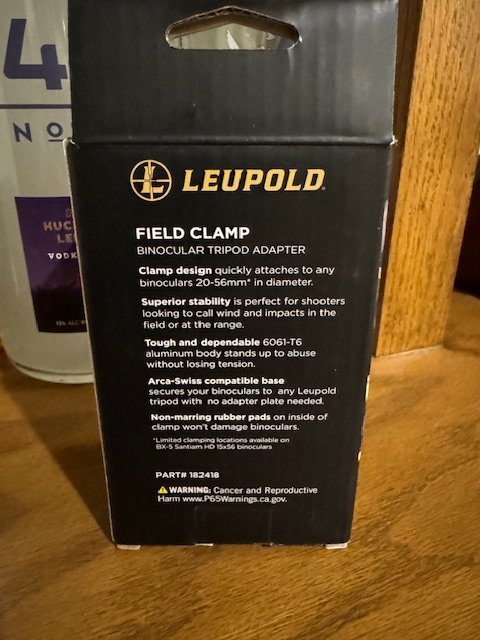 4
NO
HUC
LE
VODK
LEUPOLD
FIELD CLAMP
BINOCULAR TRIPOD ADAPTER
Clamp design quickly attaches to any
binoculars 20-56mm* in diameter.
Superior stability is perfect for shooters
looking to call wind and impacts in the
field or at the range.
Tough and dependable 6061-T6
aluminum body stands up to abuse
without losing tension.
Arca-Swiss compatible base
secures your binoculars to any Leupold
tripod with no adapter plate needed.
Non-marring rubber pads on inside of
clamp won't damage binoculars.
*Limited clamping locations available on
BX-5 Santiam HD 15x56 binoculars
PART# 182418
WARNING: Cancer and Reproductive
Harm www.P65Warnings.ca.gov.